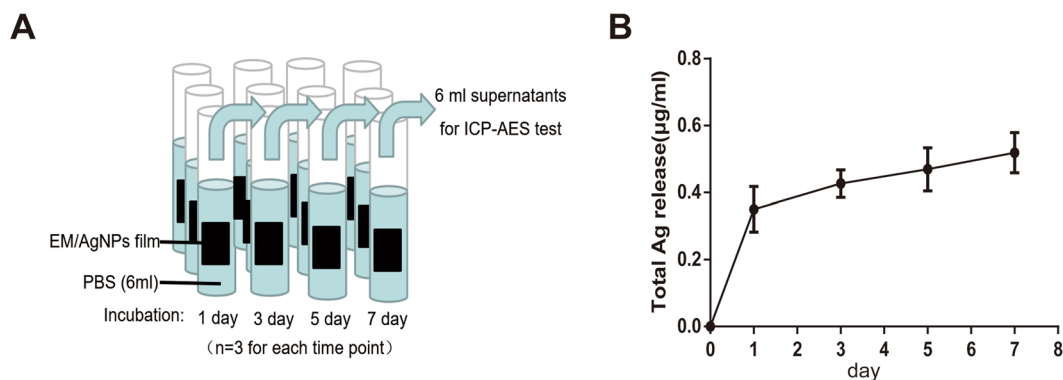 A
6 ml supernatants
for ICP-AES test
EM/AgNPs film
PBS (6ml)
Incubation: 1 day 3 day 5 day 7 day
（n=3 for each time point）
B
Total Ag release(μg/ml)
0.8
0.6
0.4
0.2
0.0
0 1 2 3 4 5 6 7 8
day